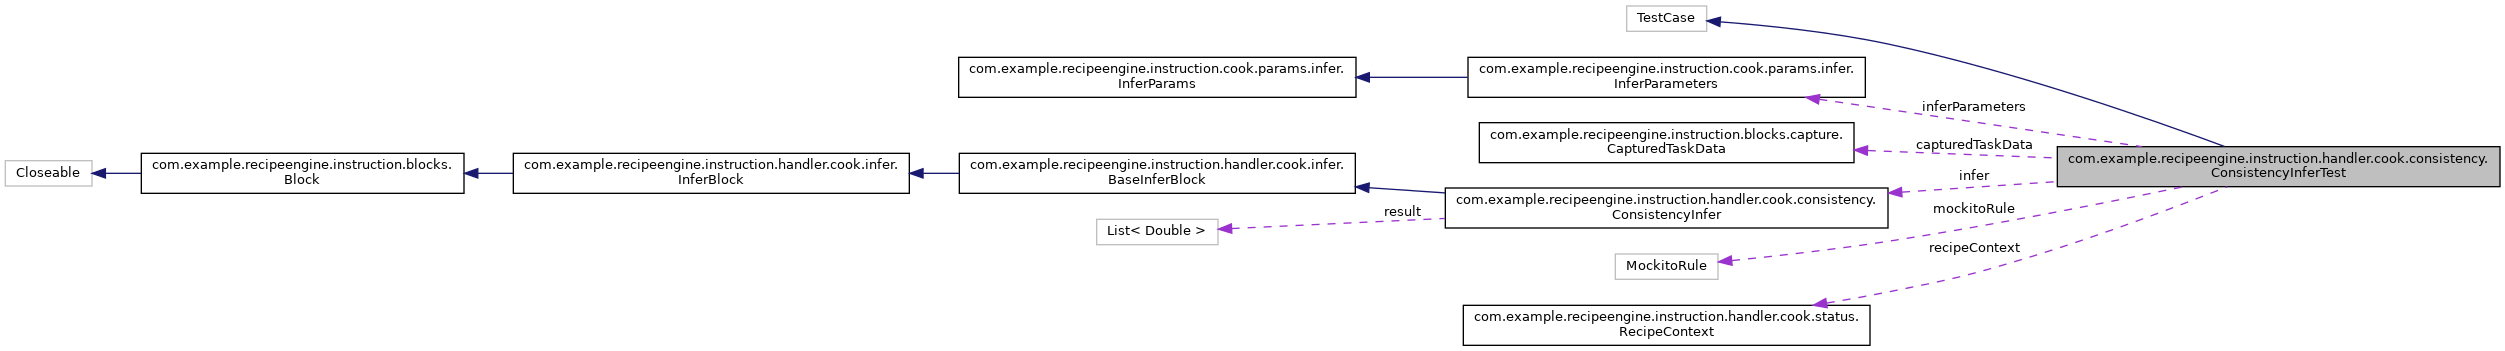 TestCase
com.example.recipeengine.instruction.cook.params.infer.
InferParams
com.example.recipeengine.instruction.cook.params.infer.
InferParameters
inferParameters
com.example.recipeengine.instruction.blocks.capture.
CapturedTaskData
capturedTaskData
com.example.recipeengine.instruction.handler.cook.consistency.
ConsistencyInferTest
Closeable
com.example.recipeengine.instruction.blocks.
Block
com.example.recipeengine.instruction.handler.cook.infer.
InferBlock
com.example.recipeengine.instruction.handler.cook.infer.
BaseInferBlock
infer
com.example.recipeengine.instruction.handler.cook.consistency.
ConsistencyInfer
result
List< Double >
mockitoRule
MockitoRule
recipeContext
com.example.recipeengine.instruction.handler.cook.status.
RecipeContext